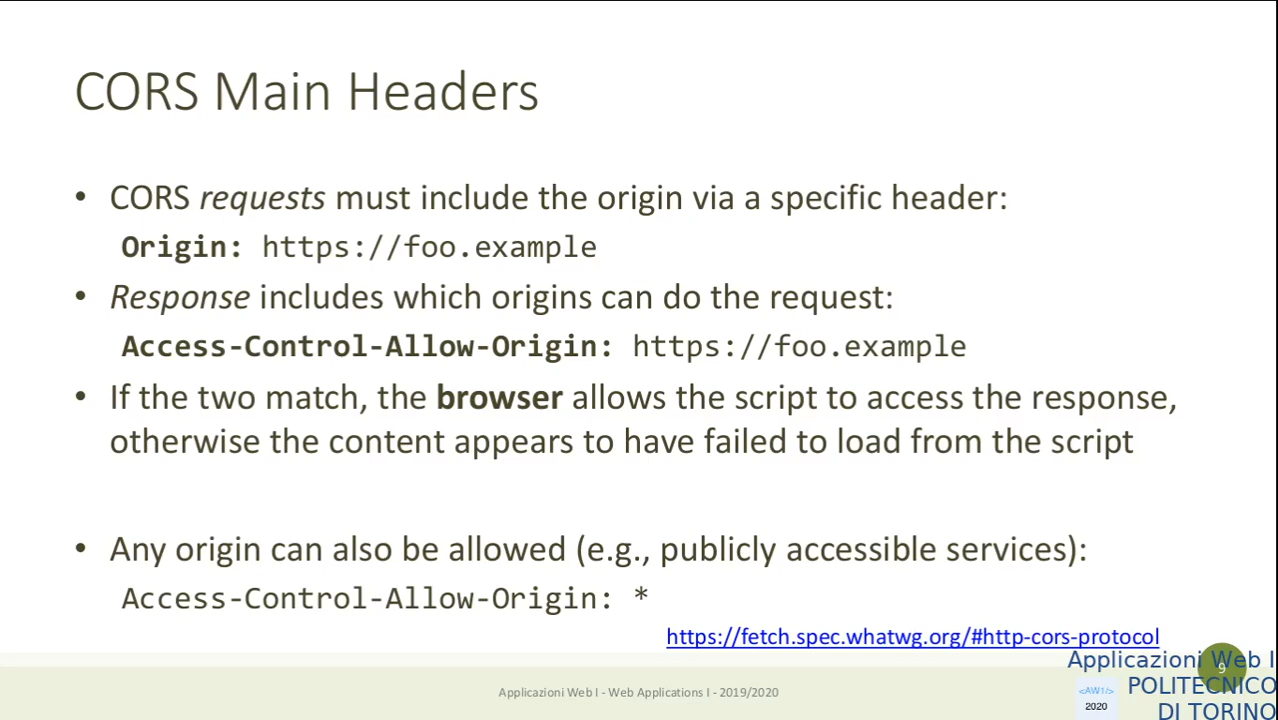 CORS Main Headers
• CORS requests must include the origin via a specific header:
Origin: https://foo.example
• Response includes which origins can do the request:
Access-Control-Allow-Origin: https://foo.example
• If the two match, the browser allows the script to access the response,
otherwise the content appears to have failed to load from the script
• Any origin can also be allowed (e.g., publicly accessible services):
Access-Control-Allow-Origin: *
https://fetch.spec.whatwg.org/#http-cors-protocol
Applicazioni Web I - Web Applications I - 2019/2020
9
Applicazioni Web I
POLITECNICO
DI TORINO
<AW1/>
2020